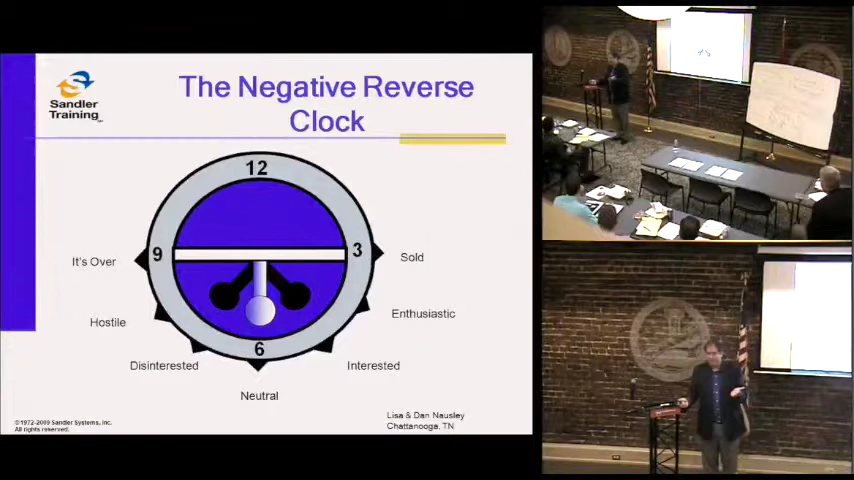 Sandler
Training
The Negative Reverse
Clock
12
9
3
6
It's Over
Sold
Hostile
Enthusiastic
Disinterested
Interested
Neutral
©1972-2009 Sandler Systems, Inc.
All rights reserved.
Lisa & Dan Nausley
Chattanooga, TN